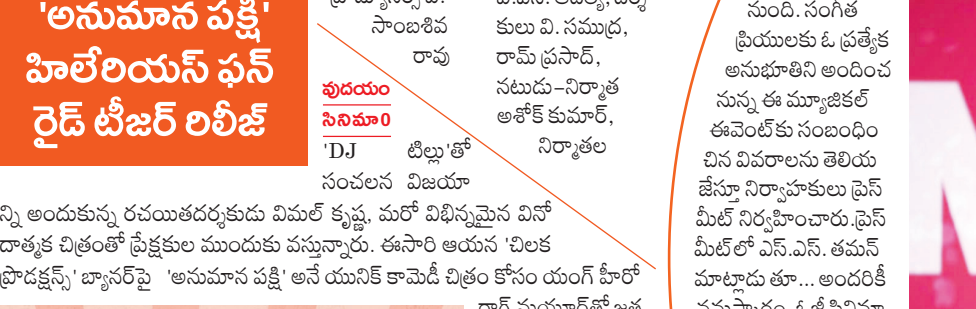 'అనుమాన పక్షి'
హిలేరియస్ ఫన్
రైడ్ టీజర్ రిలీజ్
సాంబశివ
రావు
వుదయం
సినిమా0
'DJ టిల్లు'తో
సంచలన విజయా
న్ని అందుకున్న రచయితదర్శకుడు విమల్ కృష్ణ, మరో విభిన్నమైన వినో
దాత్మక చిత్రంతో ప్రేక్షకుల ముందుకు వస్తున్నారు. ఈసారి ఆయన 'చిలక
ప్రొడక్షన్స్' బ్యానర్‌పై 'అనుమాన పక్షి' అనే యునిక్ కామెడీ చిత్రం కోసం యంగ్ హీరో
కులు వి. సముద్ర,
రామ్ ప్రసాద్,
నటుడు-నిర్మాత
అశోక్ కుమార్,
నిర్మాతల
నుంది. సంగీత
ప్రియులకు ఓ ప్రత్యేక
అనుభూతిని అందించ
నున్న ఈ మ్యూజికల్
ఈవెంట్‌కు సంబంధిం
చిన వివరాలను తెలియ
జేస్తూ నిర్వాహకులు ప్రెస్
మీట్ నిర్వహించారు.ప్రెస్
మీట్‌లో ఎస్.ఎస్. తమన్
మాట్లాడు తూ... అందరికీ